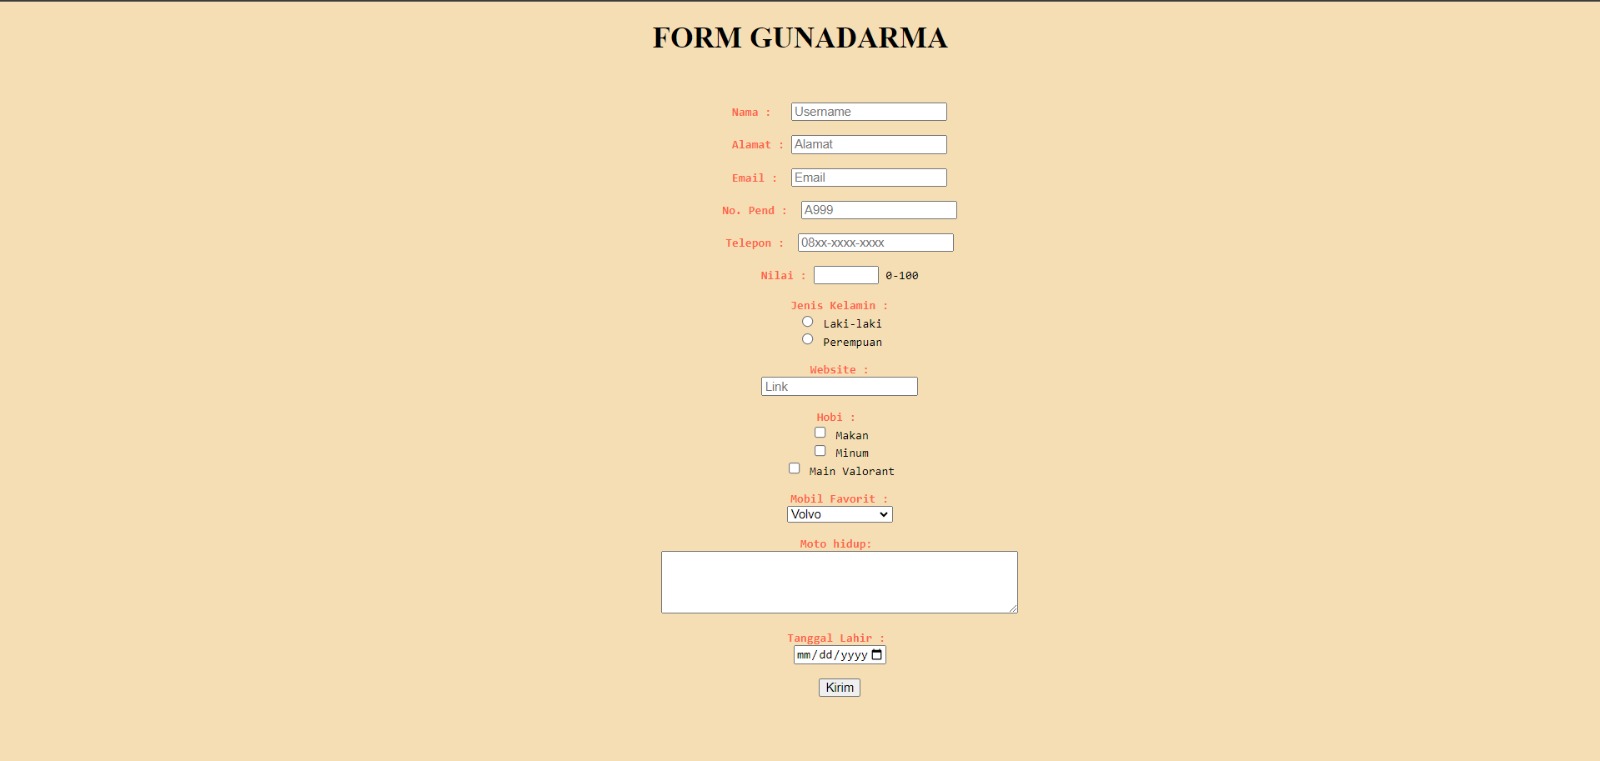 FORM GUNADARMA
Nama : Username
Alamat : Alamat
Email : Email
No. Pend : A999
Telepon : 08xx-xxxx-xxxx
Nilai : 0-100
Jenis Kelamin :
Laki-laki
Perempuan
Website :
Link
Hobi :
Makan
Minum
Main Valorant
Mobil Favorit :
Volvo
Moto hidup:
Tanggal Lahir :
mm/dd/yyyy
Kirim